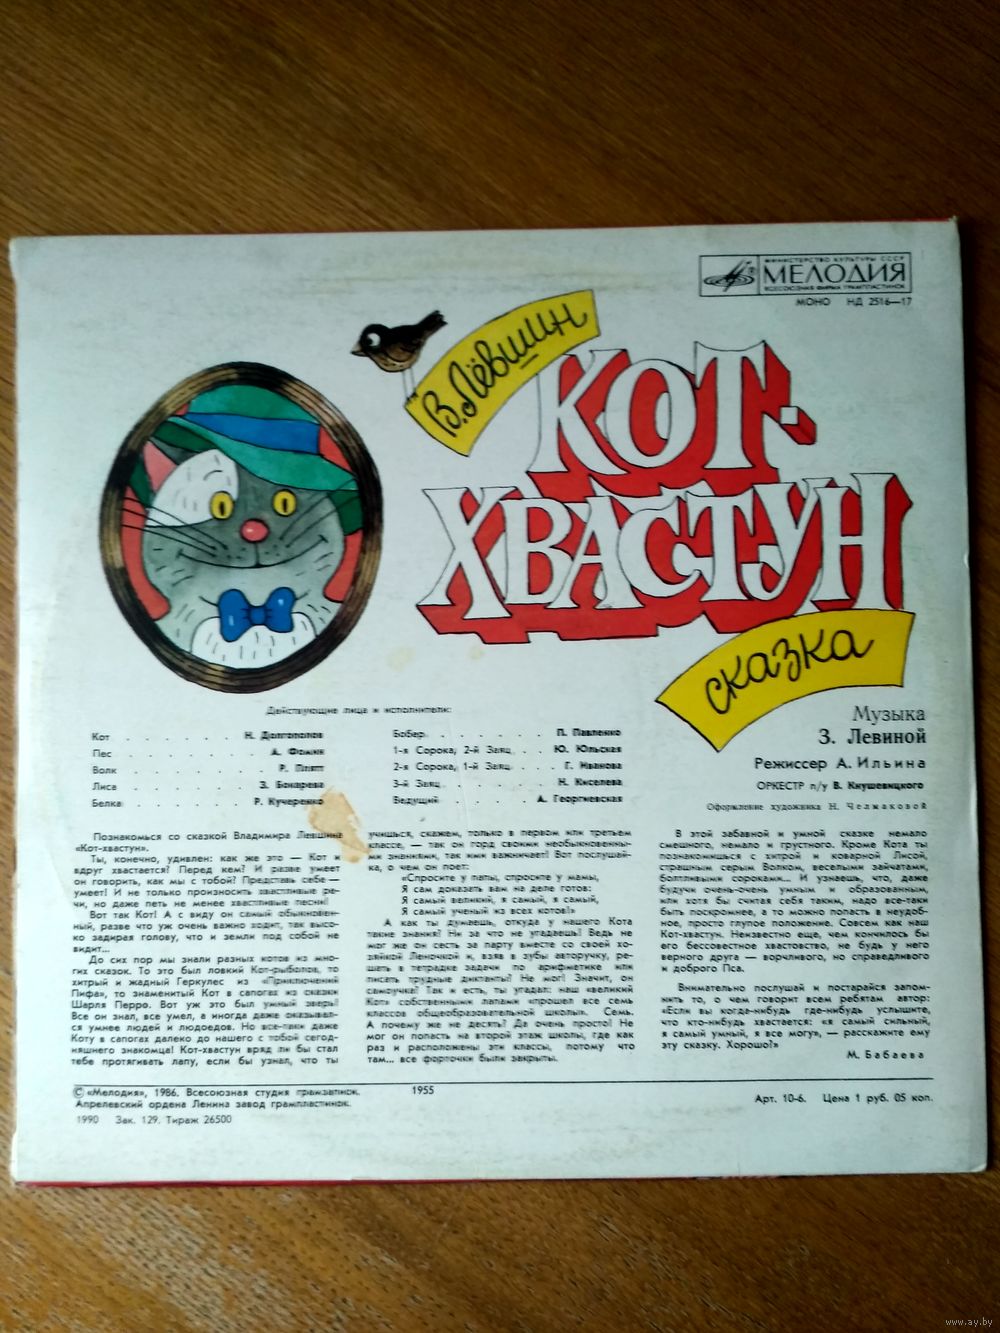 МИНИСТЕРСТВО КУЛЬТУРЫ СССР
МЕЛОДИЯ
ВСЕСОЮЗНАЯ ФИРМА ГРАМПЛАСТИНОК
МОНО НД 2516—17
В. Лёвшин
КОТ-
ХВАСТУН
сказка
Музыка
З. Левиной
Режиссер А. Ильина
ОРКЕСТР п/у В. Кнушевицкого
Оформление художника Н. Челмаковой
Действующие лица и исполнители:
Кот . . . . . . . . Н. Долгополов
Пес . . . . . . . . А. Фомин
Волк . . . . . . . . Р. Плятт
Лиса . . . . . . . . З. Бокарева
Белка . . . . . . . . Р. Кучеренко
Бобер . . . . . . . . П. Павленко
1-я Сорока, 2-й Заяц . . . Ю. Юльская
2-я Сорока, 1-й Заяц . . . Г. Иванова
3-й Заяц . . . . . . . Н. Киселева
Ведущий . . . . . . А. Георгиевская
Познакомься со сказкой Владимира Левшина
«Кот-хвастун».
Ты, конечно, удивлен: как же это — Кот и
вдруг хвастается! Перед кем? И разве умеет
он говорить, как мы с тобой? Представь себе —
умеет! И не только произносить хвастливые ре-
чи, но даже петь не менее хвастливые песни!
Вот так Кот! А с виду он самый обыкновен-
ный, разве что уж очень важно ходит, так высо-
ко задирая голову, что и земли под собой не
видит...
До сих пор мы знали разных котов из мно-
гих сказок. То это был ловкий Кот-рыболов, то
хитрый и жадный Геркулес из «Приключений
Пифа», то знаменитый Кот в сапогах из сказки
Шарля Перро. Вот уж это был умный зверь!
Все он знал, все умел, а иногда даже оказывал-
ся умнее людей и людоедов. Но все-таки даже
Коту в сапогах далеко до нашего с тобой сегод-
няшнего знакомца! Кот-хвастун вряд ли бы стал
тебе протягивать лапу, если бы узнал, что ты
учишься, скажем, только в первом или третьем
классе, — так он горд своими необыкновенны-
ми знаниями, так ими важничает! Вот послушай-
ка, о чем он поет:
«Спросите у папы, спросите у мамы,
Я сам доказать вам на деле готов:
Я самый великий, я самый, я самый,
Я самый ученый из всех котов!»
А как ты думаешь, откуда у нашего Кота
такие знания? Ни за что не угадаешь! Ведь не
мог же он сесть за парту вместе со своей хо-
зяйкой Леночкой и, взяв в зубы авторучку, ре-
шать в тетрадке задачи по арифметике или
писать трудные диктанты? Не мог! Значит, он
самоучка! Так и есть, ты угадал: наш «великий
Кот» собственными лапами «прошел все семь
классов общеобразовательной школы». Семь.
А почему же не десять? Да очень просто! Не
мог он попасть на второй этаж школы, где как
раз и расположены эти классы, потому что
там... все форточки были закрыты.
В этой забавной и умной сказке немало
смешного, немало и грустного. Кроме Кота ты
познакомишься с хитрой и коварной Лисой,
страшным серым Волком, веселыми зайчатами,
болтливыми сороками... И узнаешь, что, даже
будучи очень-очень умным и образованным,
или хотя бы считая себя таким, надо все-таки
быть поскромнее, а то можно попасть в неудоб-
ное, просто глупое положение. Совсем как наш
Кот-хвастун. Неизвестно еще, чем кончилось бы
его бессовестное хвастовство, не будь у него
верного друга — ворчливого, но справедливого
и доброго Пса.
Внимательно послушай и постарайся запом-
нить то, о чем говорит всем ребятам автор:
«Если вы когда-нибудь где-нибудь услышите,
что кто-нибудь хвастается: «я самый сильный,
я самый умный, я все могу», — расскажите ему
эту сказку. Хорошо?»
М. Бабаева
© «Мелодия», 1986. Всесоюзная студия грамзаписи. 1955
Апрелевский ордена Ленина завод грампластинок.
1990 Зак. 129. Тираж 26500
Арт. 10-6. Цена 1 руб. 05 коп.
www.ay.by